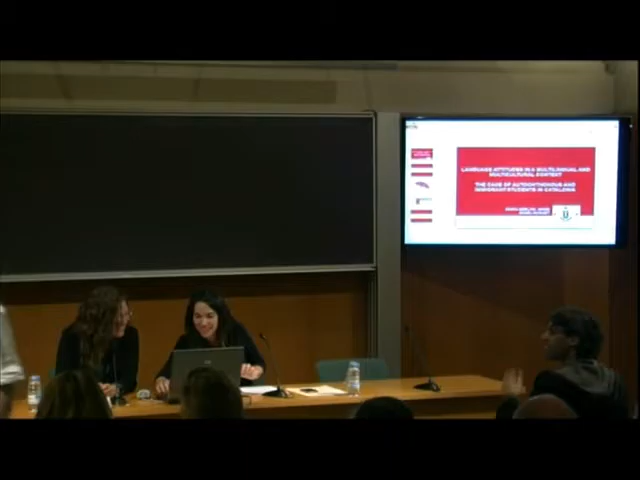 LANGUAGE ATTITUDES IN A MULTILINGUAL AND
MULTICULTURAL CONTEXT
THE CASE OF AUTOCHTHONOUS AND
IMMIGRANT STUDENTS IN CATALONIA